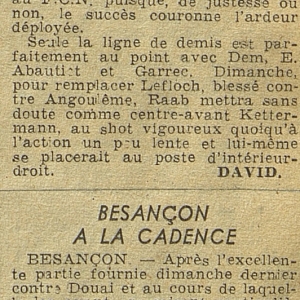 au F.C.N. puisque, de justesse ou
non, le succès couronne l'ardeur
déployée.
Seule la ligne de demis est par-
faitement au point avec Dem, E.
Abautret et Garrec. Dimanche,
pour remplacer Lefloch, blessé con-
tre Angoulême, Raab mettra sans
doute comme centre-avant Ketter-
mann, au shot vigoureux quoiqu'à
l'action un peu lente et lui-même
se placerait au poste d'intérieur-
droit. DAVID.
BESANÇON
A LA CADENCE
BESANÇON. — Après l'excellen-
te partie fournie dimanche dernier
contre Douai et au cours de laquel-